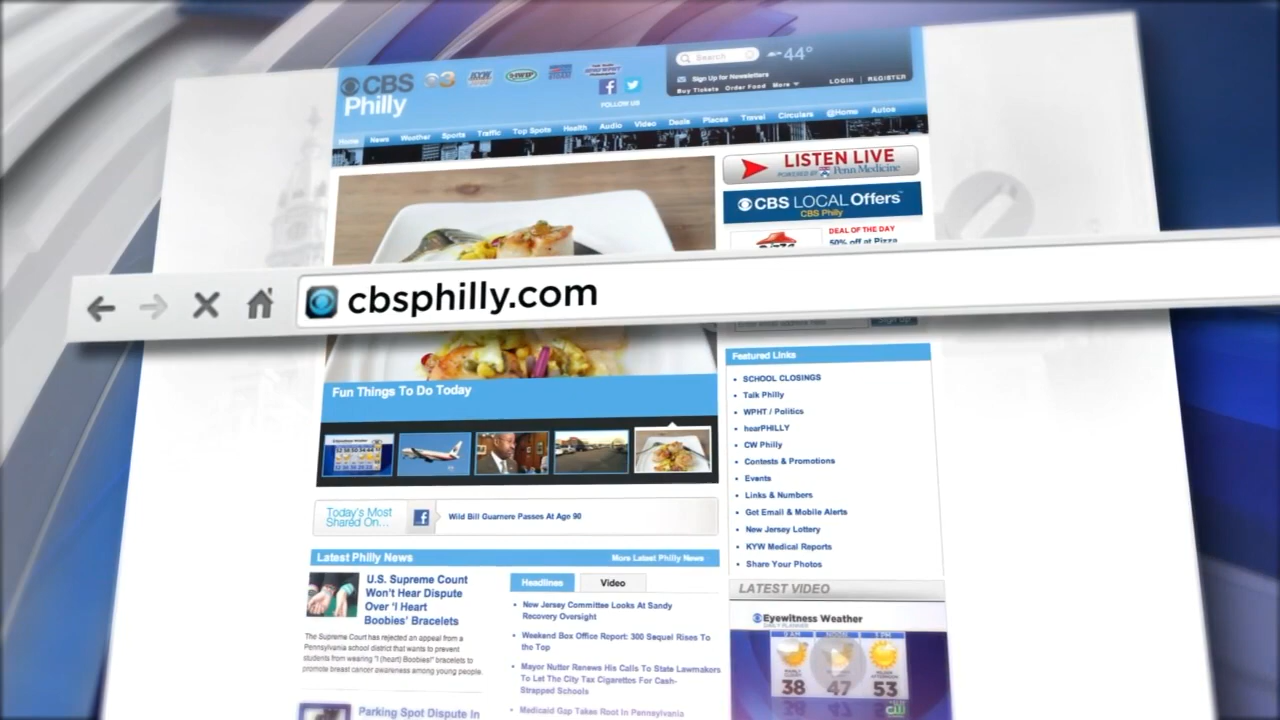 CBS
Philly
3
Search
44°
Sign Up for Newsletters
Buy Tickets Order Food More
LOGIN | REGISTER
FOLLOW US
Home News Weather Sports Traffic Top Spots Health Audio Video Deals Places Travel Circulars @Home Autos
LISTEN LIVE
POWERED BY Penn Medicine
CBS LOCAL Offers
CBS Philly
DEAL OF THE DAY
50% off at Pizza
cbsphilly.com
Fun Things To Do Today
Today's Most
Shared On...
Wild Bill Guarnere Passes At Age 90
Featured Links
SCHOOL CLOSINGS
Talk Philly
WPHT / Politics
hearPHILLY
CW Philly
Contests & Promotions
Events
Links & Numbers
Get Email & Mobile Alerts
New Jersey Lottery
KYW Medical Reports
Share Your Photos
Latest Philly News
More Latest Philly News
U.S. Supreme Count
Won't Hear Dispute
Over 'I Heart
Boobies' Bracelets
The Supreme Court has rejected an appeal from a
Pennsylvania school district that wants to prevent
students from wearing "I (heart) Boobies!" bracelets to
promote breast cancer awareness among young people.
Parking Spot Dispute In
Headlines
Video
New Jersey Committee Looks At Sandy
Recovery Oversight
Weekend Box Office Report: 300 Sequel Rises To
the Top
Mayor Nutter Renews His Calls To State Lawmakers
To Let The City Tax Cigarettes For Cash-
Strapped Schools
Medicaid Gap Takes Root In Pennsylvania
LATEST VIDEO
Eyewitness Weather
DAILY PLANNER
38 47 53